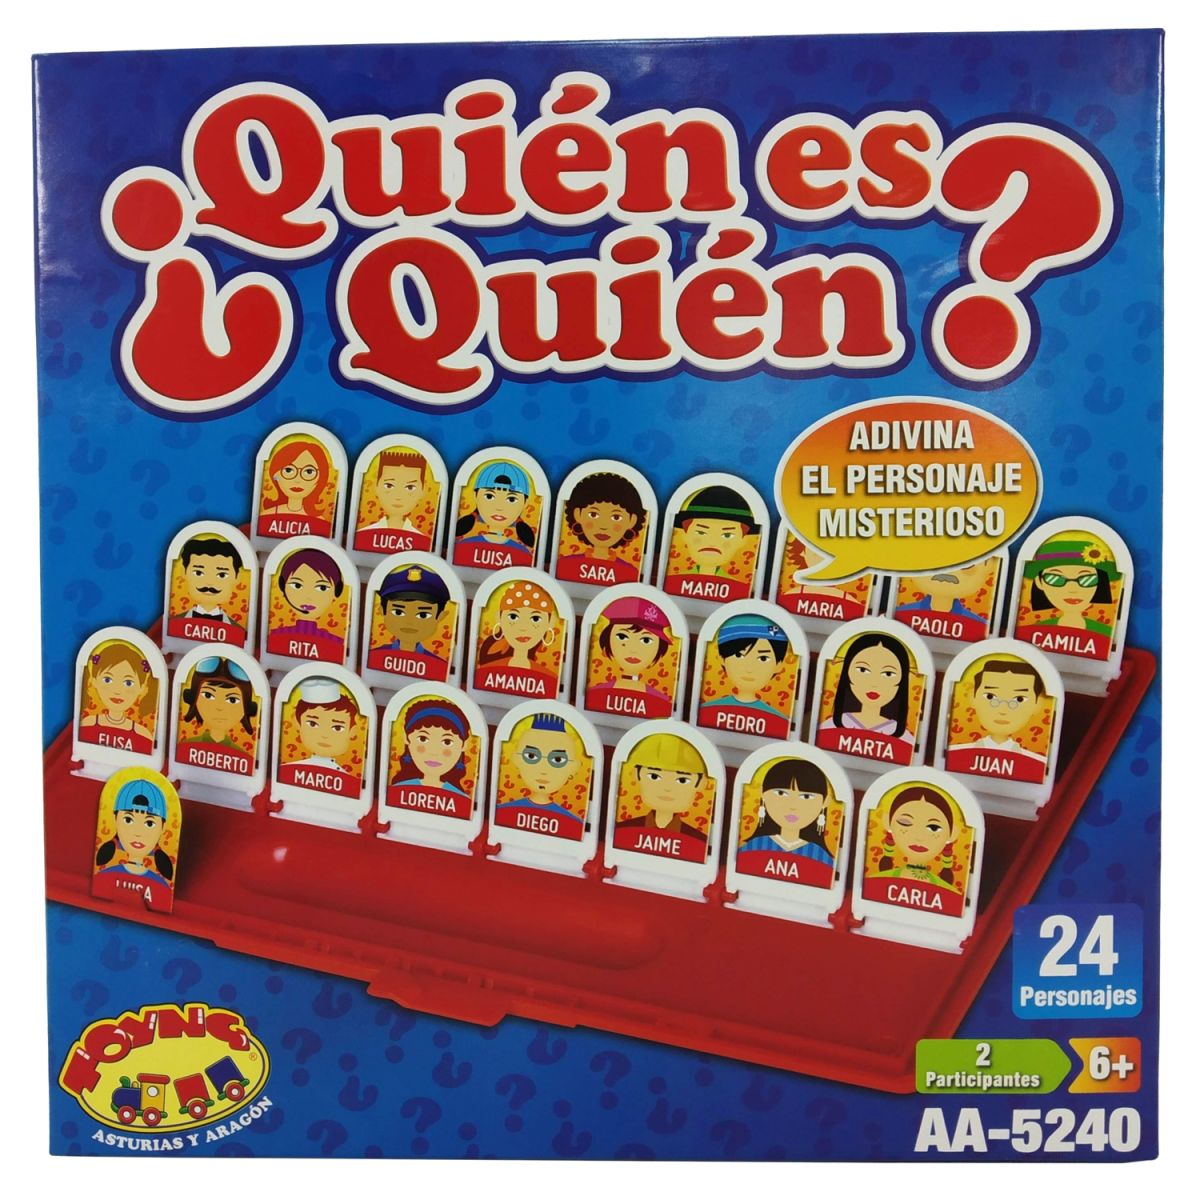 ¿Quién es
Quién?
ADIVINA
EL PERSONAJE
MISTERIOSO
ALICIA
LUCAS
LUISA
SARA
MARIO
MARIA
PAOLO
CAMILA
CARLO
RITA
GUIDO
AMANDA
LUCIA
PEDRO
MARTA
JUAN
ELISA
ROBERTO
MARCO
LORENA
DIEGO
JAIME
ANA
CARLA
LUISA
24
Personajes
2
Participantes
6+
AA-5240
TOYNG®
ASTURIAS Y ARAGÓN